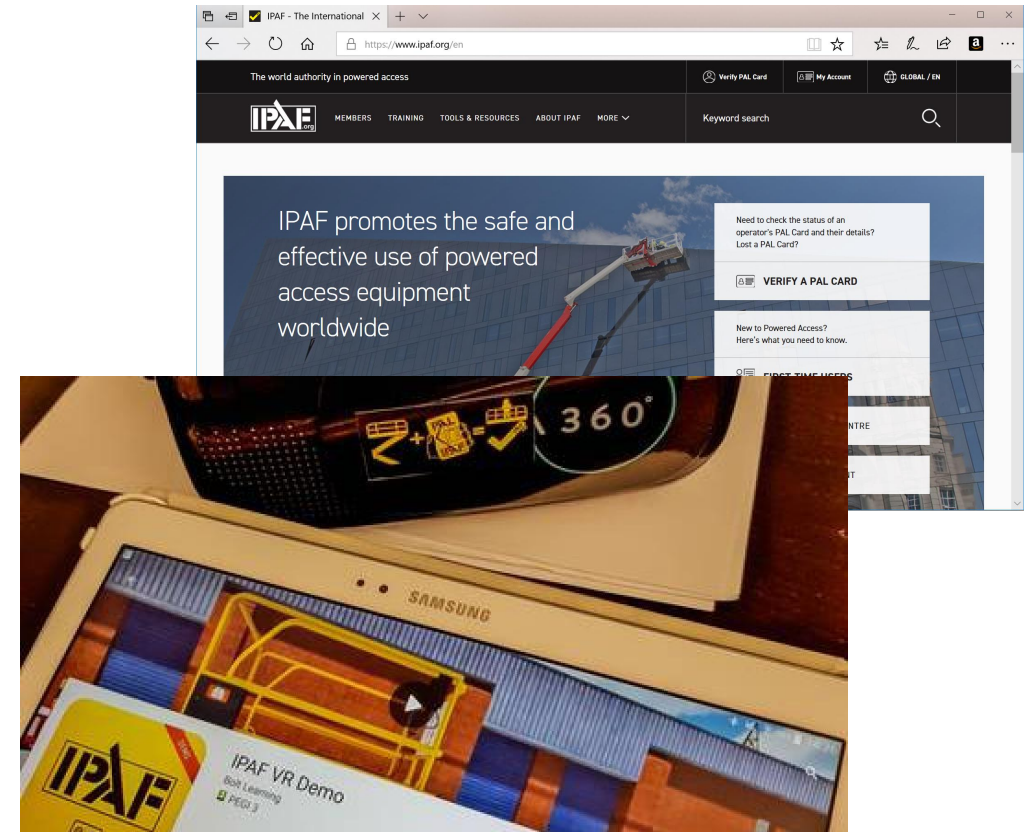 IPAF - The International
https://www.ipaf.org/en
a
The world authority in powered access
Verify PAL Card
My Account
GLOBAL / EN
IPAF.org
MEMBERS
TRAINING
TOOLS & RESOURCES
ABOUT IPAF
MORE
Keyword search
IPAF promotes the safe and
effective use of powered
access equipment
worldwide
Need to check the status of an
operator's PAL Card and their details?
Lost a PAL Card?
VERIFY A PAL CARD
New to Powered Access?
Here's what you need to know.
FIRST-TIME USERS
360°
SAMSUNG
IPAF
DEMO
IPAF VR Demo
Bolt Learning
PEGI 3